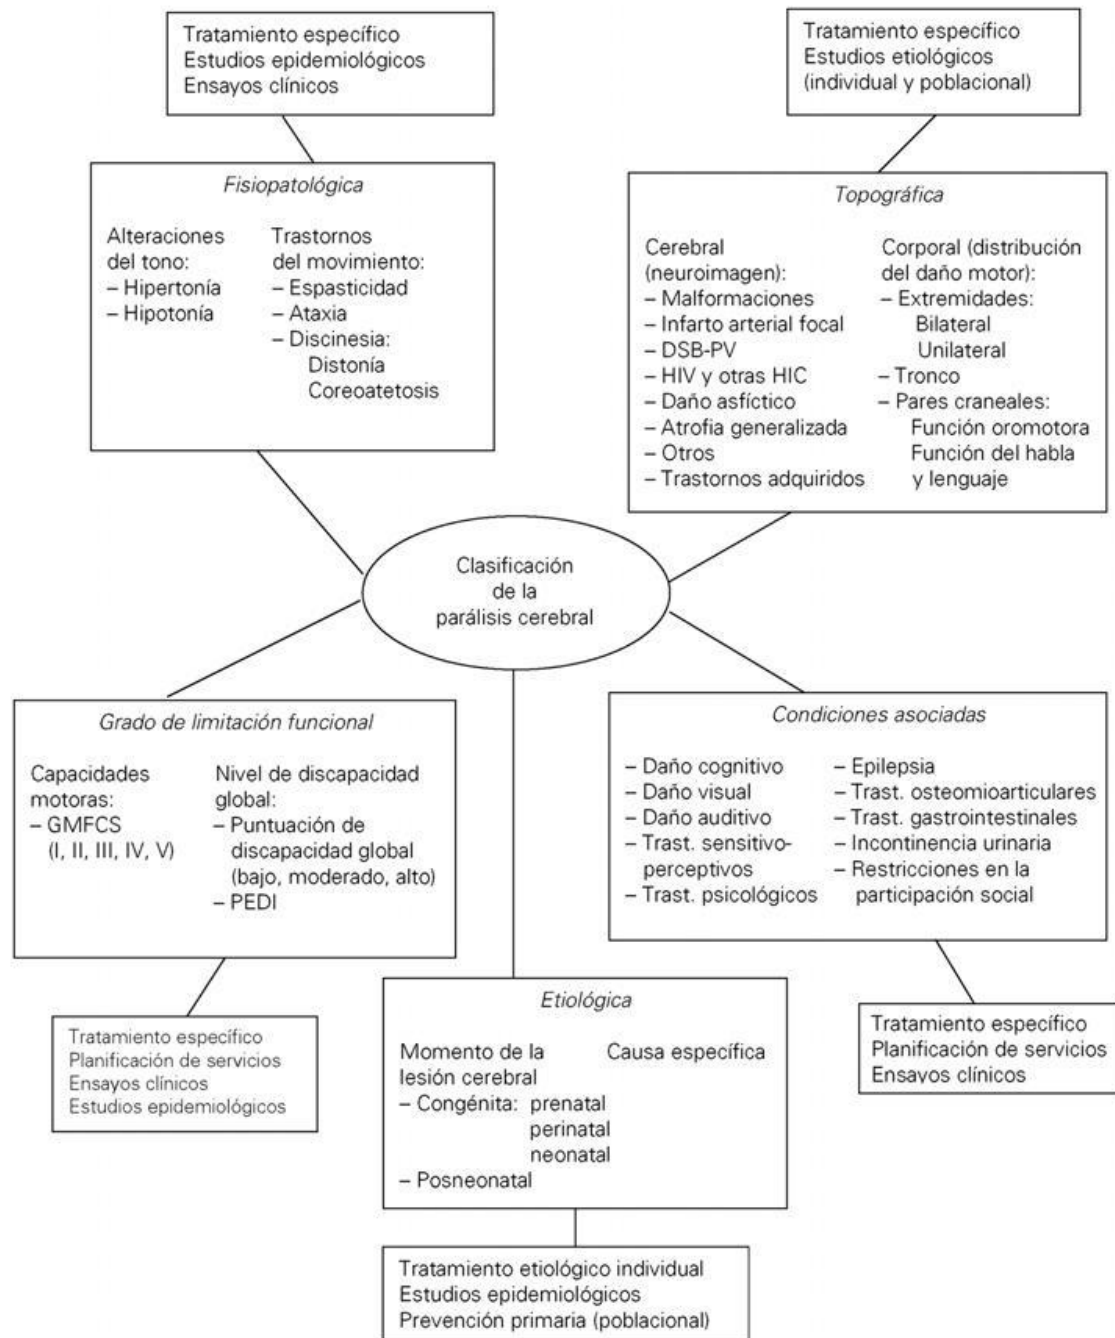 Tratamiento específico
Estudios epidemiológicos
Ensayos clínicos
Tratamiento específico
Estudios etiológicos
(individual y poblacional)
Fisiopatológica
Alteraciones
del tono:
– Hipertonía
– Hipotonía
Trastornos
del movimiento:
– Espasticidad
– Ataxia
– Discinesia:
Distonía
Coreoatetosis
Topográfica
Cerebral
(neuroimagen):
– Malformaciones
– Infarto arterial focal
– DSB-PV
– HIV y otras HIC
– Daño asfíctico
– Atrofia generalizada
– Otros
– Trastornos adquiridos
Corporal (distribución
del daño motor):
– Extremidades:
Bilateral
Unilateral
– Tronco
– Pares craneales:
Función oromotora
Función del habla
y lenguaje
Clasificación
de la
parálisis cerebral
Grado de limitación funcional
Capacidades
motoras:
– GMFCS
(I, II, III, IV, V)
Nivel de discapacidad
global:
– Puntuación de
discapacidad global
(bajo, moderado, alto)
– PEDI
Condiciones asociadas
– Daño cognitivo
– Daño visual
– Daño auditivo
– Trast. sensitivo-
perceptivos
– Trast. psicológicos
– Epilepsia
– Trast. osteomioarticulares
– Trast. gastrointestinales
– Incontinencia urinaria
– Restricciones en la
participación social
Tratamiento específico
Planificación de servicios
Ensayos clínicos
Estudios epidemiológicos
Etiológica
Momento de la
lesión cerebral
– Congénita: prenatal
perinatal
neonatal
– Posneonatal
Causa específica
Tratamiento específico
Planificación de servicios
Ensayos clínicos
Tratamiento etiológico individual
Estudios epidemiológicos
Prevención primaria (poblacional)